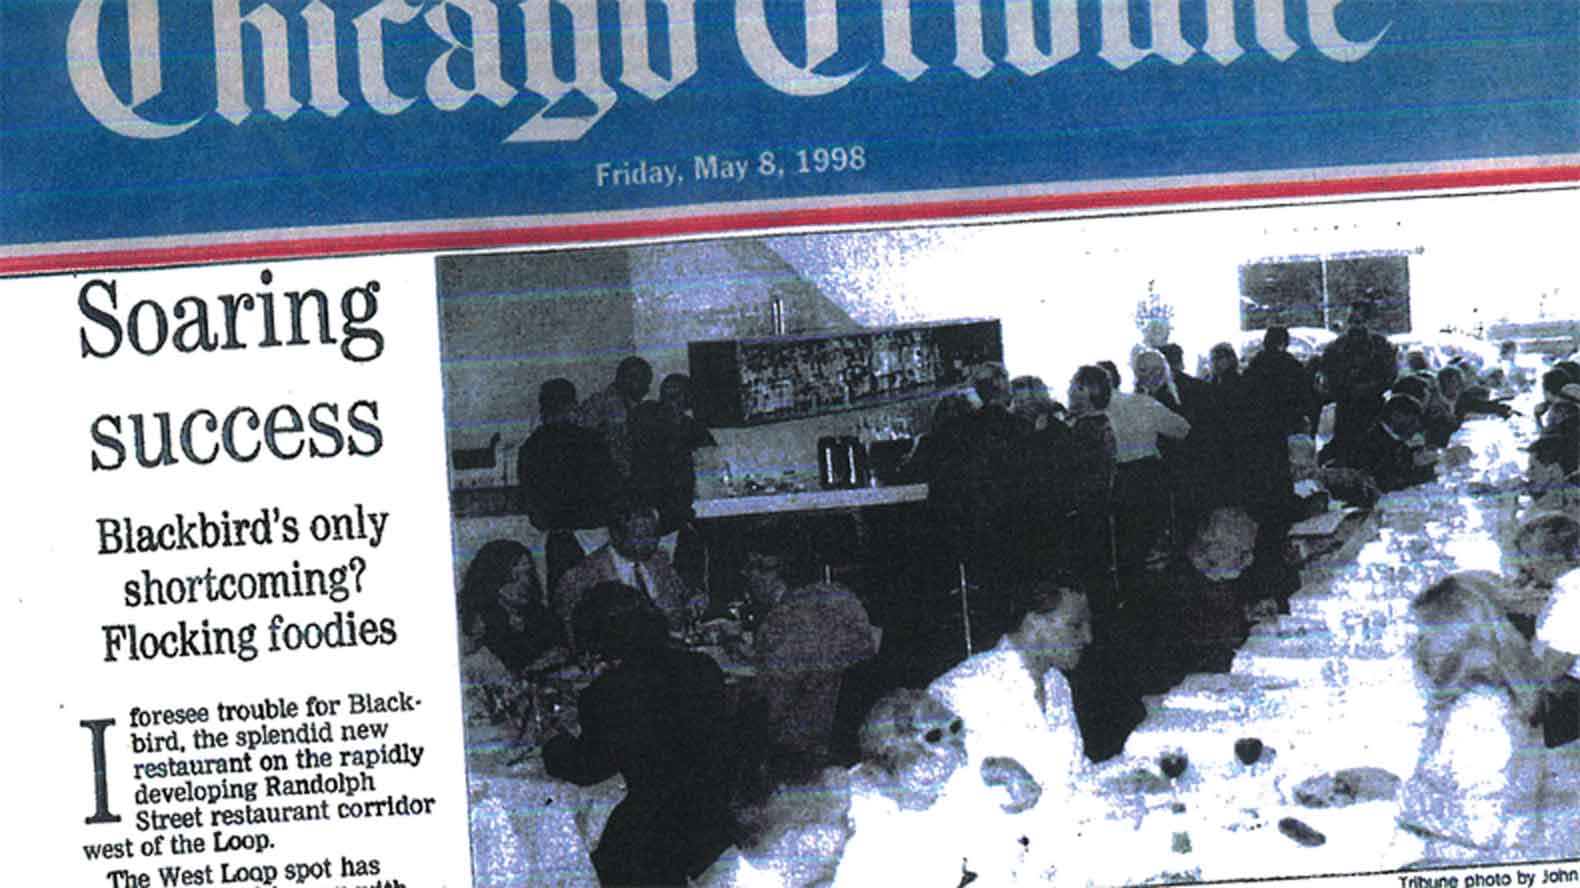 Chicago Tribune
Friday, May 8, 1998
Soaring
success
Blackbird's only
shortcoming?
Flocking foodies
I foresee trouble for Black-
bird, the splendid new
restaurant on the rapidly
developing Randolph
Street restaurant corridor
west of the Loop.
The West Loop spot has
with
Tribune photo by John